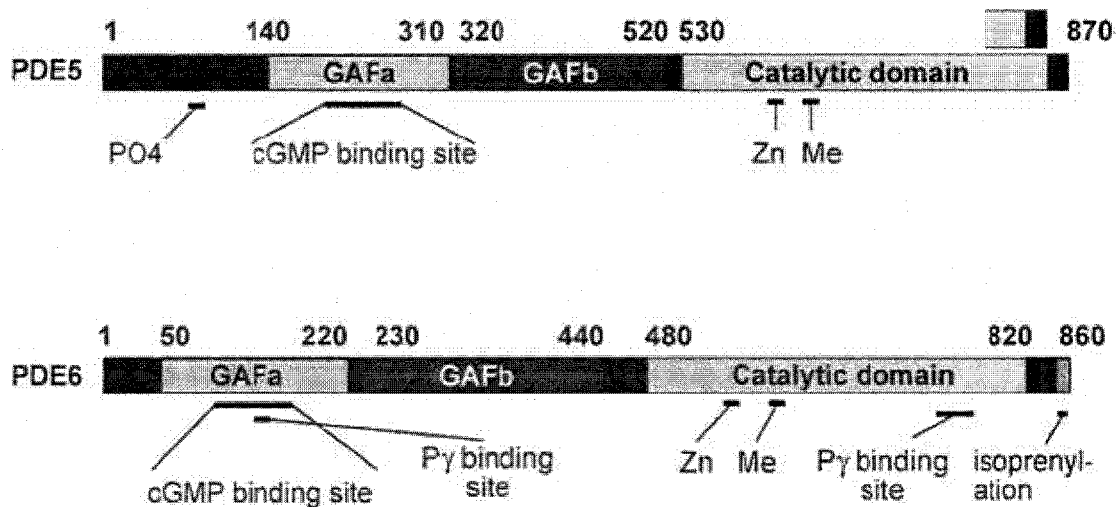 1 140 310 320 520 530 870
PDE5 GAFa GAFb Catalytic domain
PO4 cGMP binding site Zn Me
1 50 220 230 440 480 820 860
PDE6 GAFa GAFb Catalytic domain
cGMP binding site
Pγ binding
site
Zn Me
Pγ binding
site
isoprenyl-
ation